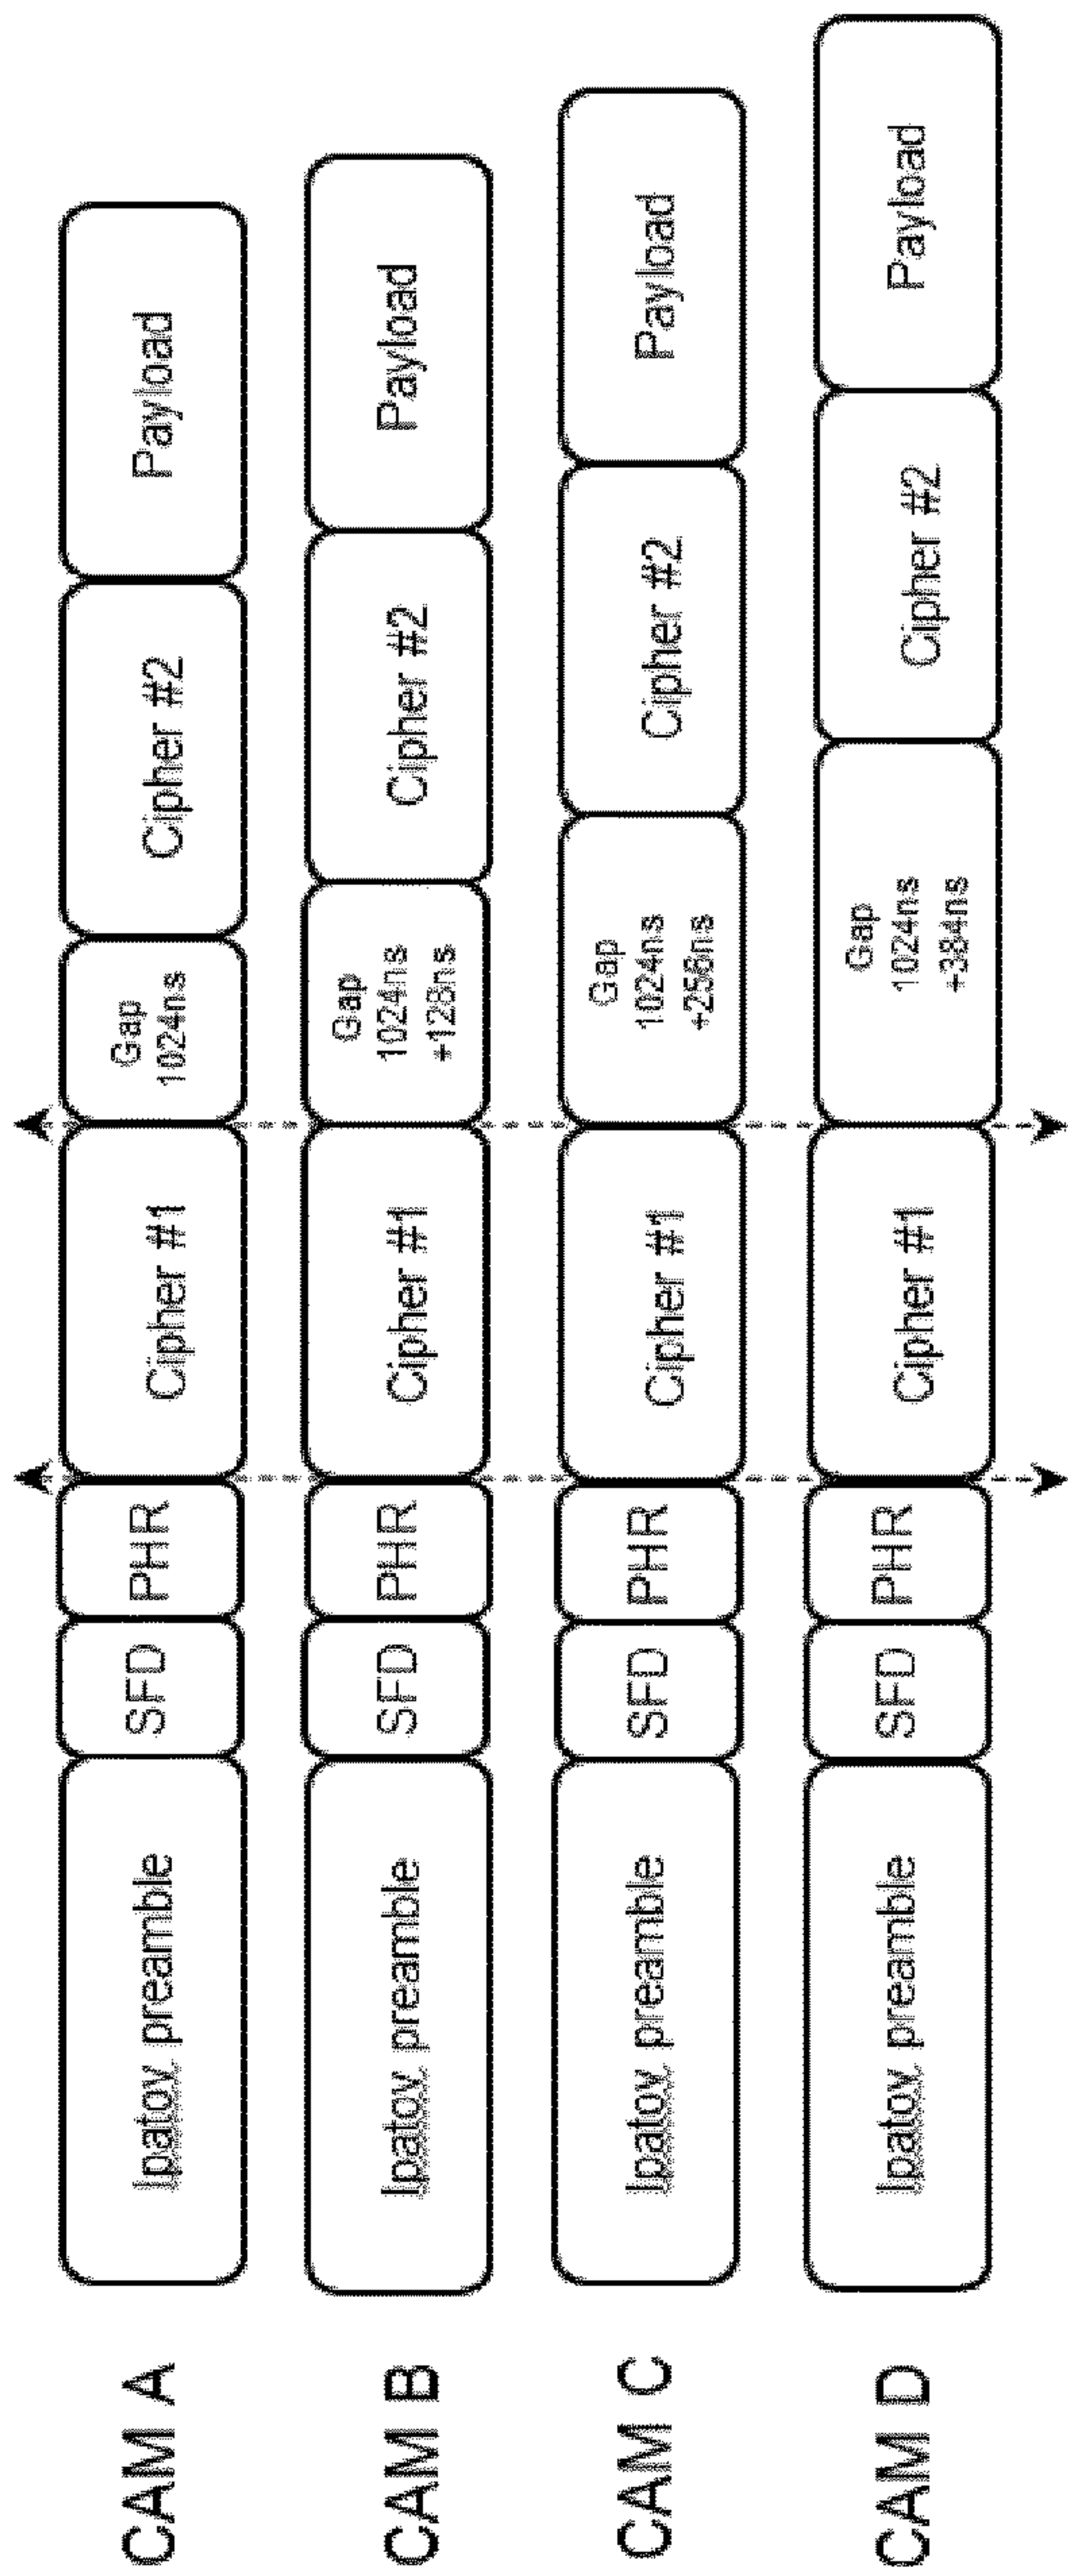 CAM A
Ipatov preamble
SFD
PHR
Cipher #1
Gap
1024ns
Cipher #2
Payload
CAM B
Ipatov preamble
SFD
PHR
Cipher #1
Gap
1024ns
+128ns
Cipher #2
Payload
CAM C
Ipatov preamble
SFD
PHR
Cipher #1
Gap
1024ns
+256ns
Cipher #2
Payload
CAM D
Ipatov preamble
SFD
PHR
Cipher #1
Gap
1024ns
+384ns
Cipher #2
Payload